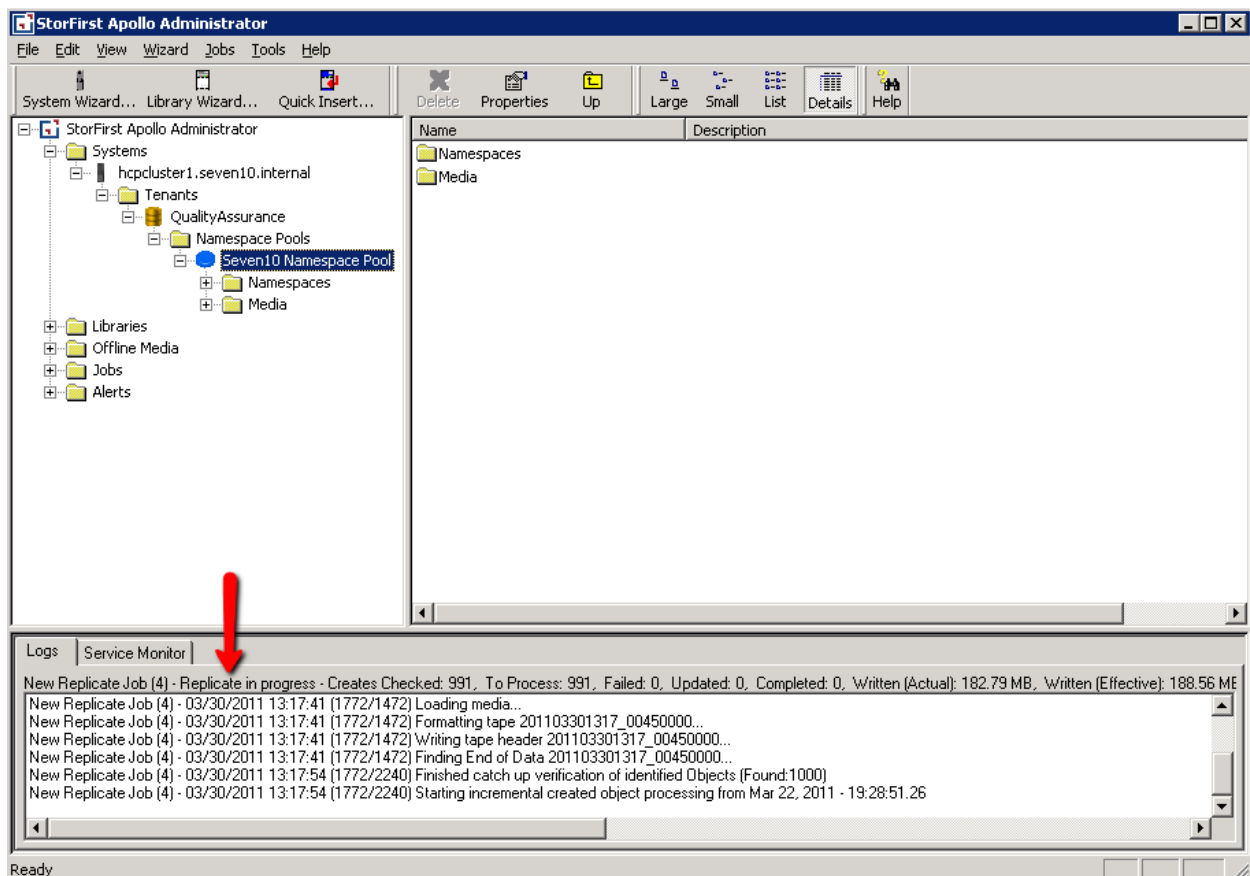 StorFirst Apollo Administrator
File Edit View Wizard Jobs Tools Help
System Wizard... Library Wizard... Quick Insert... Delete Properties Up Large Small List Details Help
StorFirst Apollo Administrator
Systems
hcpcluster1.seven10.internal
Tenants
QualityAssurance
Namespace Pools
Seven10 Namespace Pool
Namespaces
Media
Libraries
Offline Media
Jobs
Alerts
Name Description
Namespaces
Media
Logs Service Monitor
New Replicate Job (4) - Replicate in progress - Creates Checked: 991, To Process: 991, Failed: 0, Updated: 0, Completed: 0, Written (Actual): 182.79 MB, Written (Effective): 188.56 ME
New Replicate Job (4) - 03/30/2011 13:17:41 (1772/1472) Loading media...
New Replicate Job (4) - 03/30/2011 13:17:41 (1772/1472) Formatting tape 201103301317_00450000...
New Replicate Job (4) - 03/30/2011 13:17:41 (1772/1472) Writing tape header 201103301317_00450000...
New Replicate Job (4) - 03/30/2011 13:17:41 (1772/1472) Finding End of Data 201103301317_00450000...
New Replicate Job (4) - 03/30/2011 13:17:54 (1772/2240) Finished catch up verification of identified Objects (Found:1000)
New Replicate Job (4) - 03/30/2011 13:17:54 (1772/2240) Starting incremental created object processing from Mar 22, 2011 - 19:28:51.26
Ready